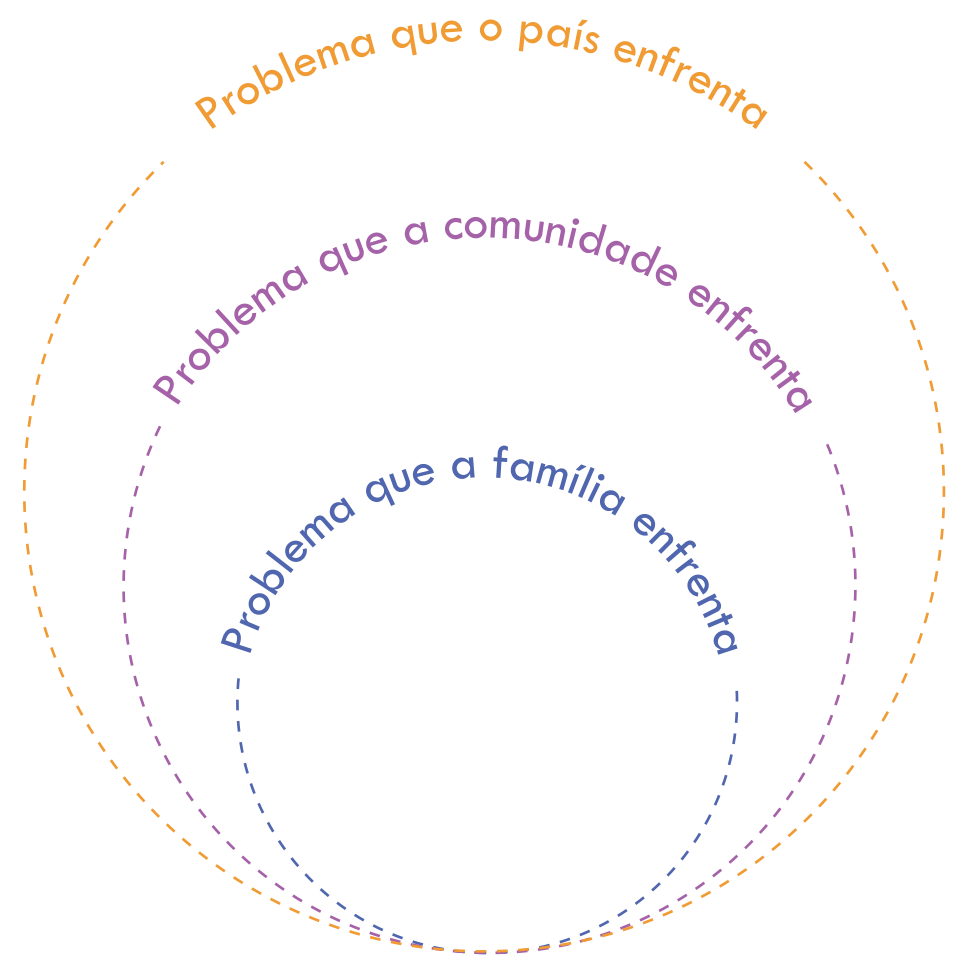 Problema que o país enfrenta
Problema que a comunidade enfrenta
Problema que a família enfrenta